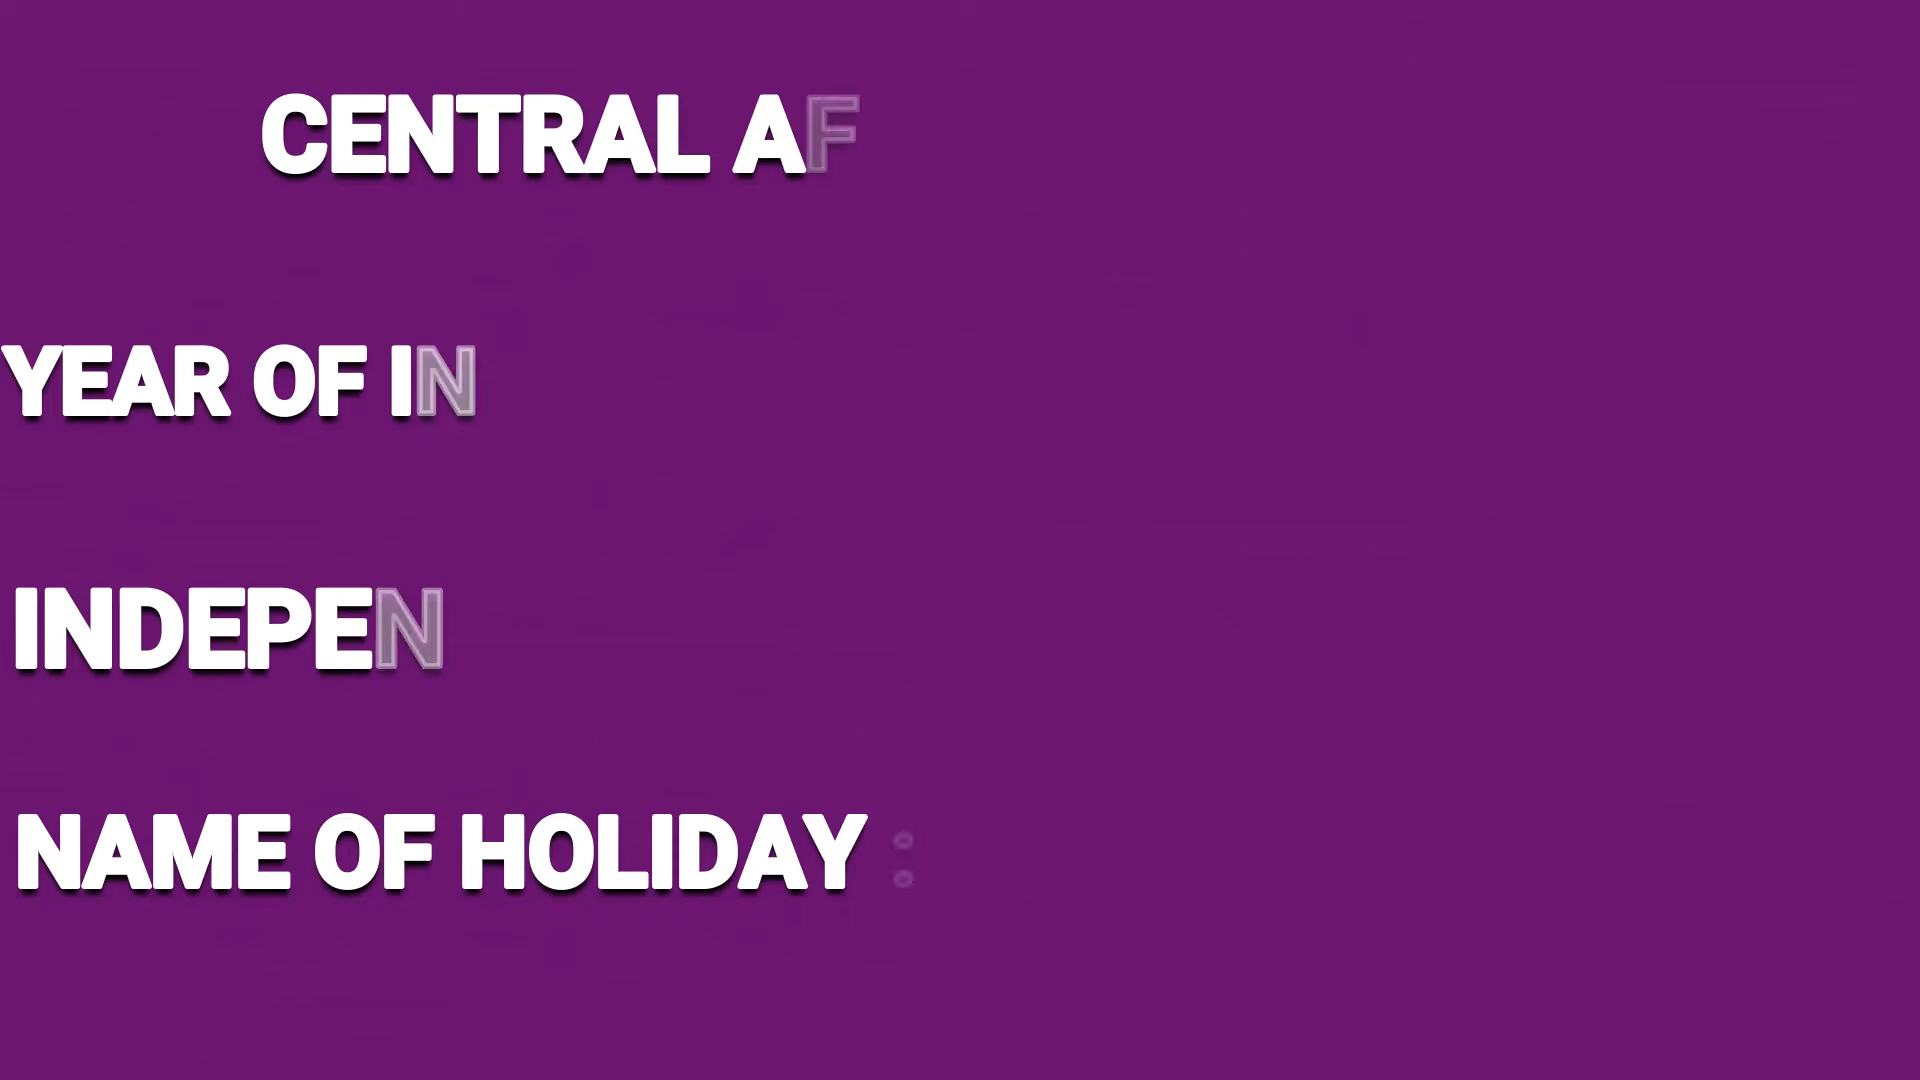 CENTRAL AF
YEAR OF IN
INDEPEN
NAME OF HOLIDAY :